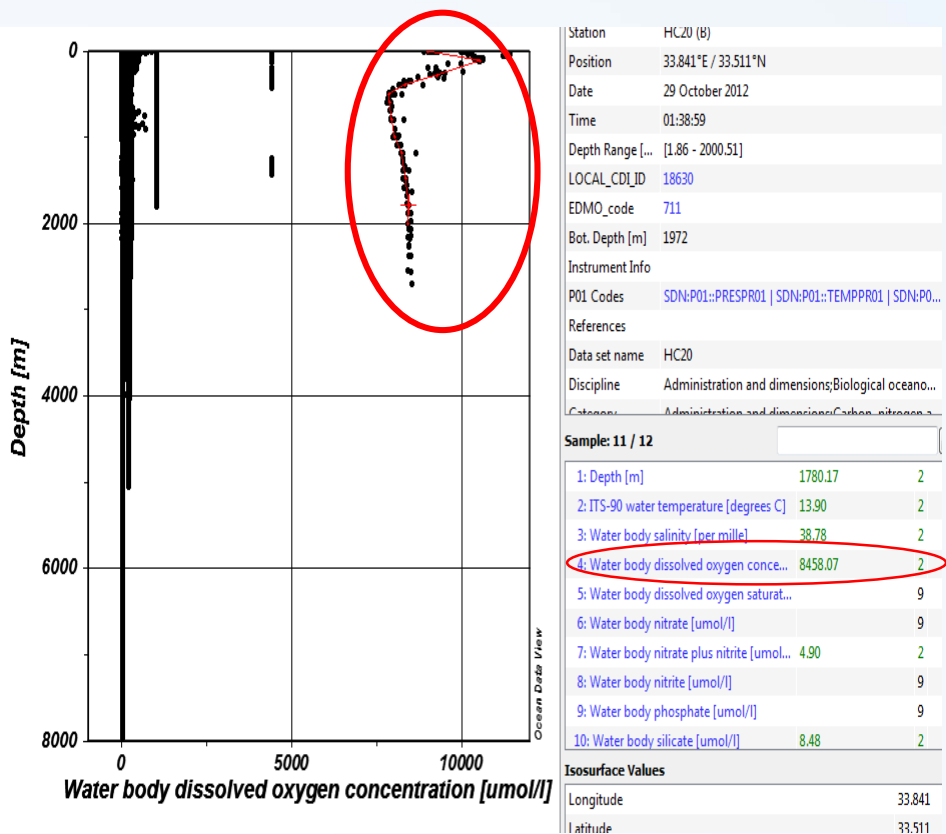 0
2000
4000
6000
8000
Depth [m]
0 5000 10000
Water body dissolved oxygen concentration [umol/l]
Ocean Data View
Station HC20 (B)
Position 33.841°E / 33.511°N
Date 29 October 2012
Time 01:38:59
Depth Range [... [1.86 - 2000.51]
LOCAL_CDI_ID 18630
EDMO_code 711
Bot. Depth [m] 1972
Instrument Info
P01 Codes SDN:P01::PRESPR01 | SDN:P01::TEMPPR01 | SDN:P0...
References
Data set name HC20
Discipline Administration and dimensions;Biological oceano...
Category Administration and dimensions;Carbon, nitrogen a...
Sample: 11 / 12
1: Depth [m] 1780.17 2
2: ITS-90 water temperature [degrees C] 13.90 2
3: Water body salinity [per mille] 38.78 2
4: Water body dissolved oxygen conce... 8458.07 2
5: Water body dissolved oxygen saturat... 9
6: Water body nitrate [umol/l] 9
7: Water body nitrate plus nitrite [umol... 4.90 2
8: Water body nitrite [umol/l] 9
9: Water body phosphate [umol/l] 9
10: Water body silicate [umol/l] 8.48 2
Isosurface Values
Longitude 33.841
Latitude 33.511